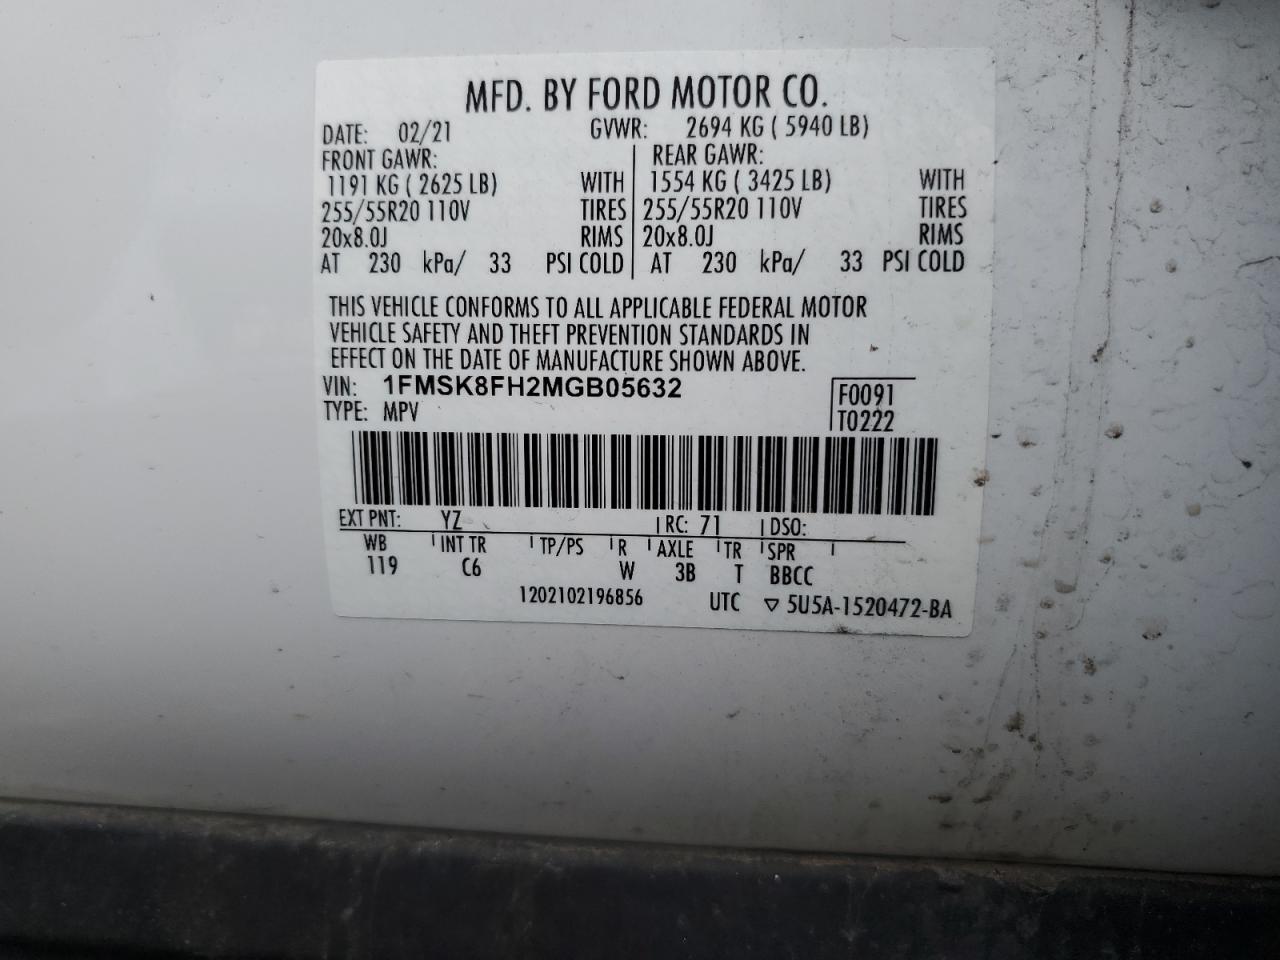 MFD. BY FORD MOTOR CO.
DATE: 02/21 GVWR: 2694 KG ( 5940 LB)
FRONT GAWR: REAR GAWR:
1191 KG ( 2625 LB) WITH 1554 KG ( 3425 LB) WITH
255/55R20 110V TIRES 255/55R20 110V TIRES
20x8.0J RIMS 20x8.0J RIMS
AT 230 kPa/ 33 PSI COLD AT 230 kPa/ 33 PSI COLD
THIS VEHICLE CONFORMS TO ALL APPLICABLE FEDERAL MOTOR
VEHICLE SAFETY AND THEFT PREVENTION STANDARDS IN
EFFECT ON THE DATE OF MANUFACTURE SHOWN ABOVE.
VIN: 1FMSK8FH2MGB05632 F0091
TYPE: MPV T0222
EXT PNT: YZ RC: 71 DSO:
WB INT TR TP/PS R AXLE TR SPR
119 C6 W 3B T BBCC
1202102196856 UTC ▽ 5U5A-1520472-BA